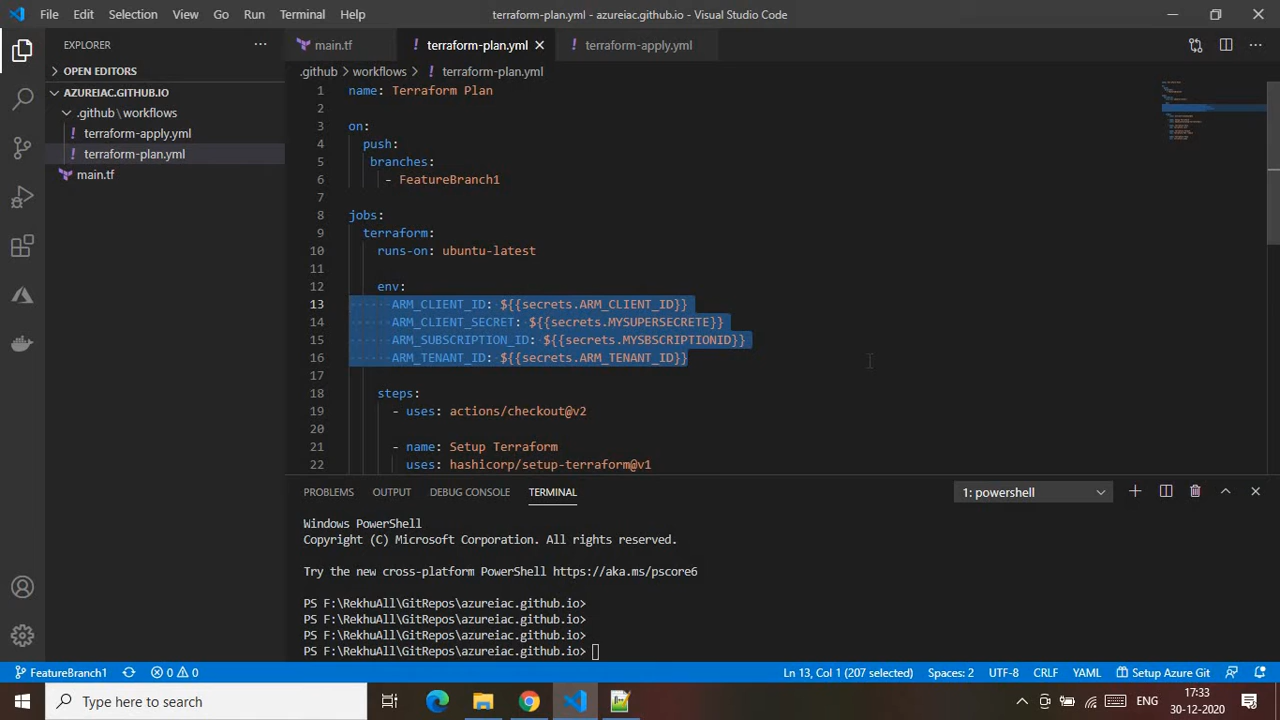 File Edit Selection View Go Run Terminal Help
terraform-plan.yml - azureiac.github.io - Visual Studio Code
EXPLORER
OPEN EDITORS
AZUREIAC.GITHUB.IO
.github\workflows
! terraform-apply.yml
! terraform-plan.yml
main.tf
main.tf ! terraform-plan.yml ! terraform-apply.yml
.github > workflows > ! terraform-plan.yml
1 name: Terraform Plan
2
3 on:
4 push:
5 branches:
6 - FeatureBranch1
7
8 jobs:
9 terraform:
10 runs-on: ubuntu-latest
11
12 env:
13 ARM_CLIENT_ID: ${{secrets.ARM_CLIENT_ID}}
14 ARM_CLIENT_SECRET: ${{secrets.MYSUPERSECRETE}}
15 ARM_SUBSCRIPTION_ID: ${{secrets.MYSBSCRIPTIONID}}
16 ARM_TENANT_ID: ${{secrets.ARM_TENANT_ID}}
17
18 steps:
19 - uses: actions/checkout@v2
20
21 - name: Setup Terraform
22 uses: hashicorp/setup-terraform@v1
PROBLEMS OUTPUT DEBUG CONSOLE TERMINAL
1: powershell
Windows PowerShell
Copyright (C) Microsoft Corporation. All rights reserved.
Try the new cross-platform PowerShell https://aka.ms/pscore6
PS F:\RekhuAll\GitRepos\azureiac.github.io>
PS F:\RekhuAll\GitRepos\azureiac.github.io>
PS F:\RekhuAll\GitRepos\azureiac.github.io>
PS F:\RekhuAll\GitRepos\azureiac.github.io>
FeatureBranch1 0 0
Ln 13, Col 1 (207 selected) Spaces: 2 UTF-8 CRLF YAML Setup Azure Git
Type here to search
ENG
17:33
30-12-2020